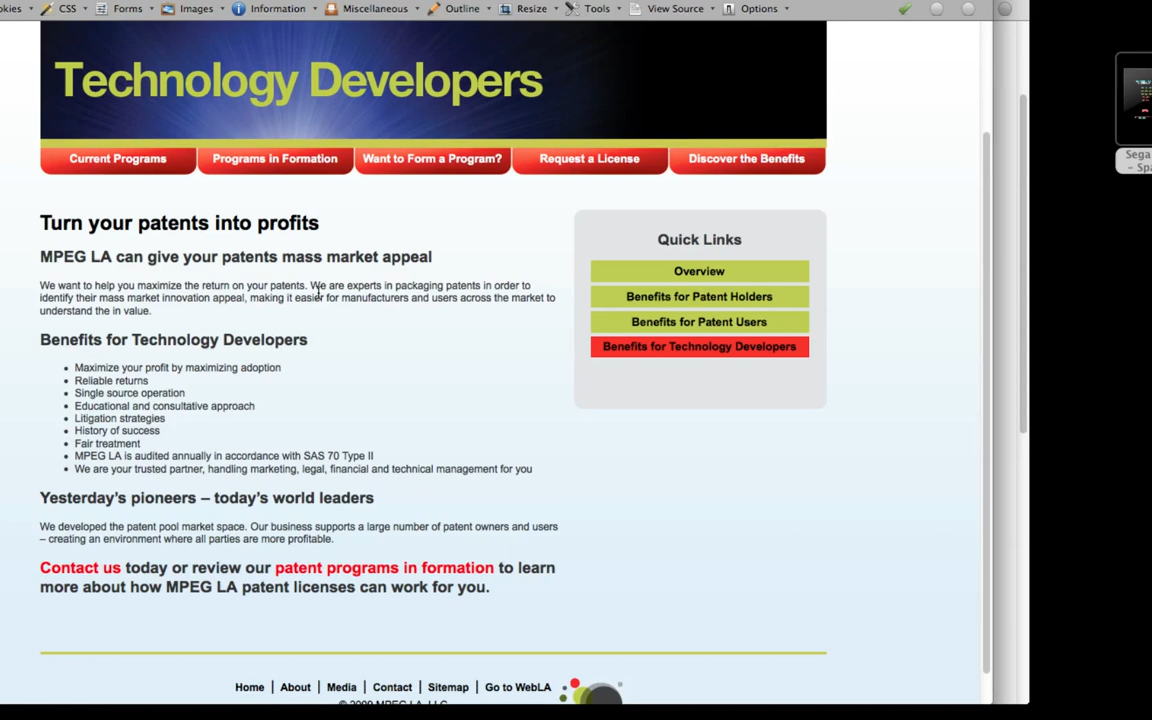 okies CSS Forms Images Information Miscellaneous Outline Resize Tools View Source Options
Technology Developers
Current Programs Programs in Formation Want to Form a Program? Request a License Discover the Benefits
Turn your patents into profits
MPEG LA can give your patents mass market appeal
We want to help you maximize the return on your patents. We are experts in packaging patents in order to
identify their mass market innovation appeal, making it easier for manufacturers and users across the market to
understand the in value.
Benefits for Technology Developers
• Maximize your profit by maximizing adoption
• Reliable returns
• Single source operation
• Educational and consultative approach
• Litigation strategies
• History of success
• Fair treatment
• MPEG LA is audited annually in accordance with SAS 70 Type II
• We are your trusted partner, handling marketing, legal, financial and technical management for you
Yesterday's pioneers – today's world leaders
We developed the patent pool market space. Our business supports a large number of patent owners and users
– creating an environment where all parties are more profitable.
Contact us today or review our patent programs in formation to learn
more about how MPEG LA patent licenses can work for you.
Quick Links
Overview
Benefits for Patent Holders
Benefits for Patent Users
Benefits for Technology Developers
Sega
– Spa
Home | About | Media | Contact | Sitemap | Go to WebLA
© 2009 MPEG LA, LLC